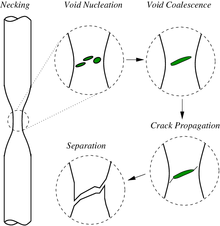 Necking
Void Nucleation
Void Coalescence
Crack Propagation
Separation